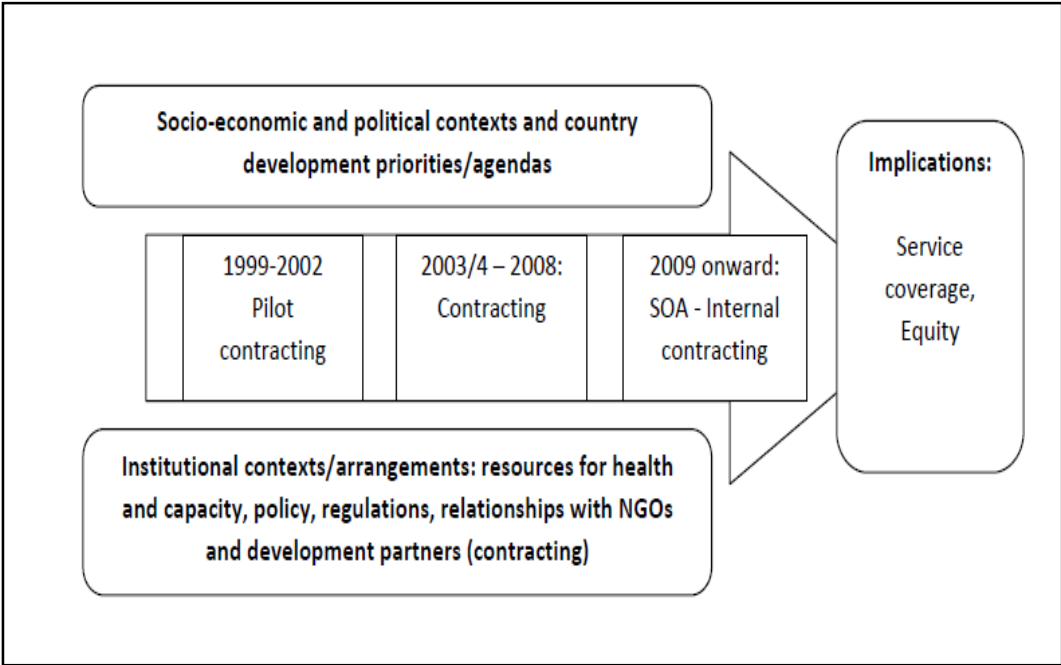 Socio-economic and political contexts and country
development priorities/agendas
1999-2002
Pilot
contracting
2003/4 – 2008:
Contracting
2009 onward:
SOA - Internal
contracting
Implications:
Service
coverage,
Equity
Institutional contexts/arrangements: resources for health
and capacity, policy, regulations, relationships with NGOs
and development partners (contracting)